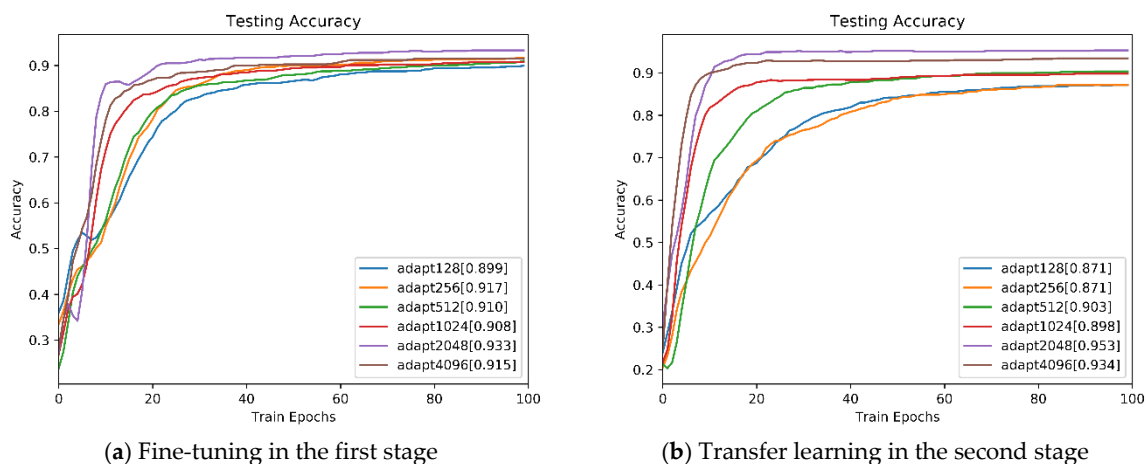 Testing Accuracy
0.9
0.8
0.7
0.6
0.5
0.4
0.3
Accuracy
0
20
40
60
80
100
Train Epochs
adapt128[0.899]
adapt256[0.917]
adapt512[0.910]
adapt1024[0.908]
adapt2048[0.933]
adapt4096[0.915]
(a) Fine-tuning in the first stage
Testing Accuracy
0.9
0.8
0.7
0.6
0.5
0.4
0.3
0.2
Accuracy
0
20
40
60
80
100
Train Epochs
adapt128[0.871]
adapt256[0.871]
adapt512[0.903]
adapt1024[0.898]
adapt2048[0.953]
adapt4096[0.934]
(b) Transfer learning in the second stage